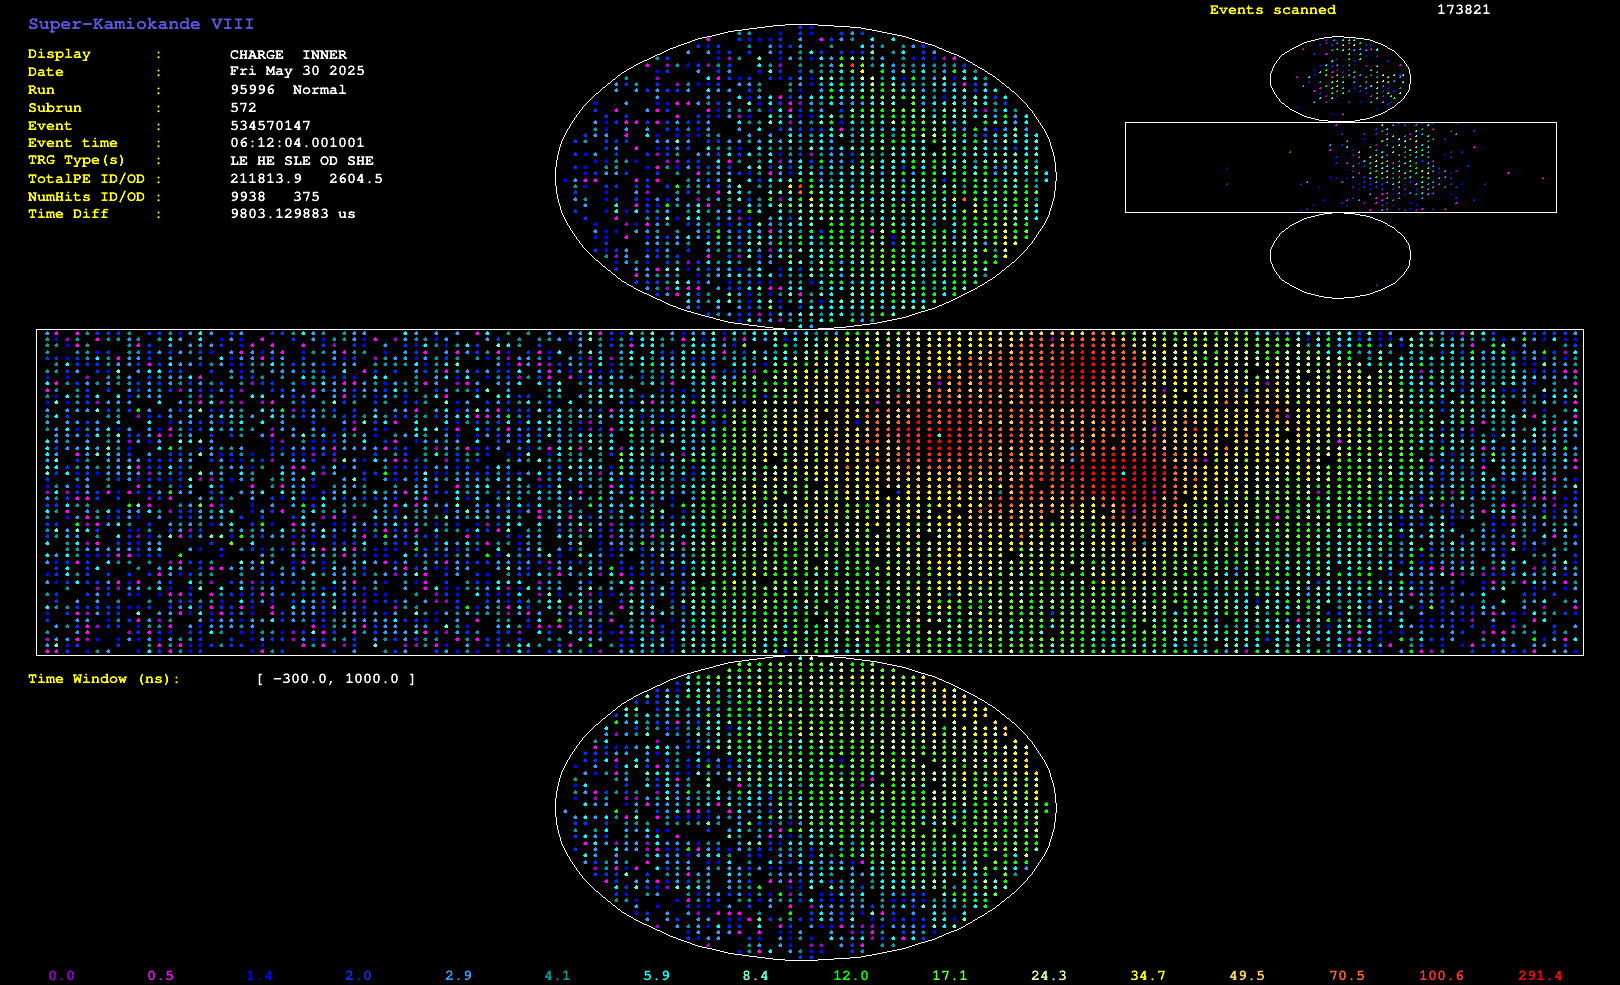 Super-Kamiokande VIII
Events scanned 173821
Display : CHARGE INNER
Date : Fri May 30 2025
Run : 95996 Normal
Subrun : 572
Event : 534570147
Event time : 06:12:04.001001
TRG Type(s) : LE HE SLE OD SHE
TotalPE ID/OD : 211813.9 2604.5
NumHits ID/OD : 9938 375
Time Diff : 9803.129883 us
Time Window (ns): [ -300.0, 1000.0 ]
0.0 0.5 1.4 2.0 2.9 4.1 5.9 8.4 12.0 17.1 24.3 34.7 49.5 70.5 100.6 291.4